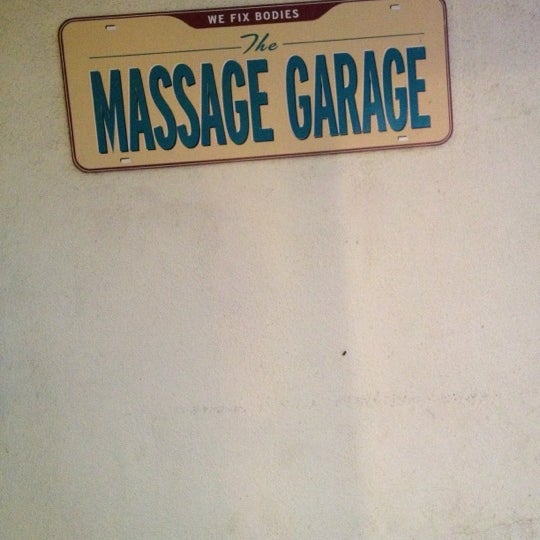 WE FIX BODIES
The
MASSAGE GARAGE